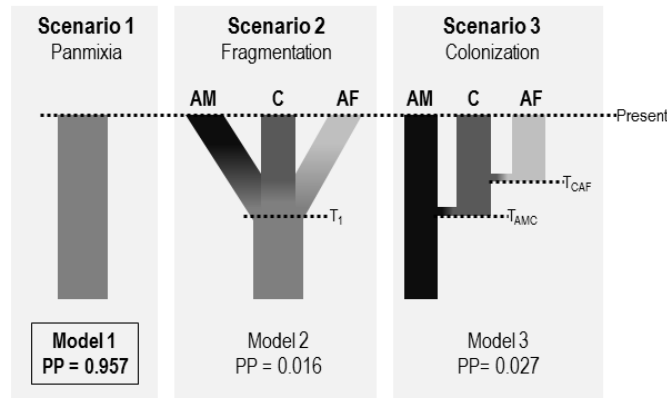 Scenario 1
Panmixia
Scenario 2
Fragmentation
AM C AF
T1
Scenario 3
Colonization
AM C AF
Present
TCAF
TAMC
Model 1
PP = 0.957
Model 2
PP = 0.016
Model 3
PP= 0.027